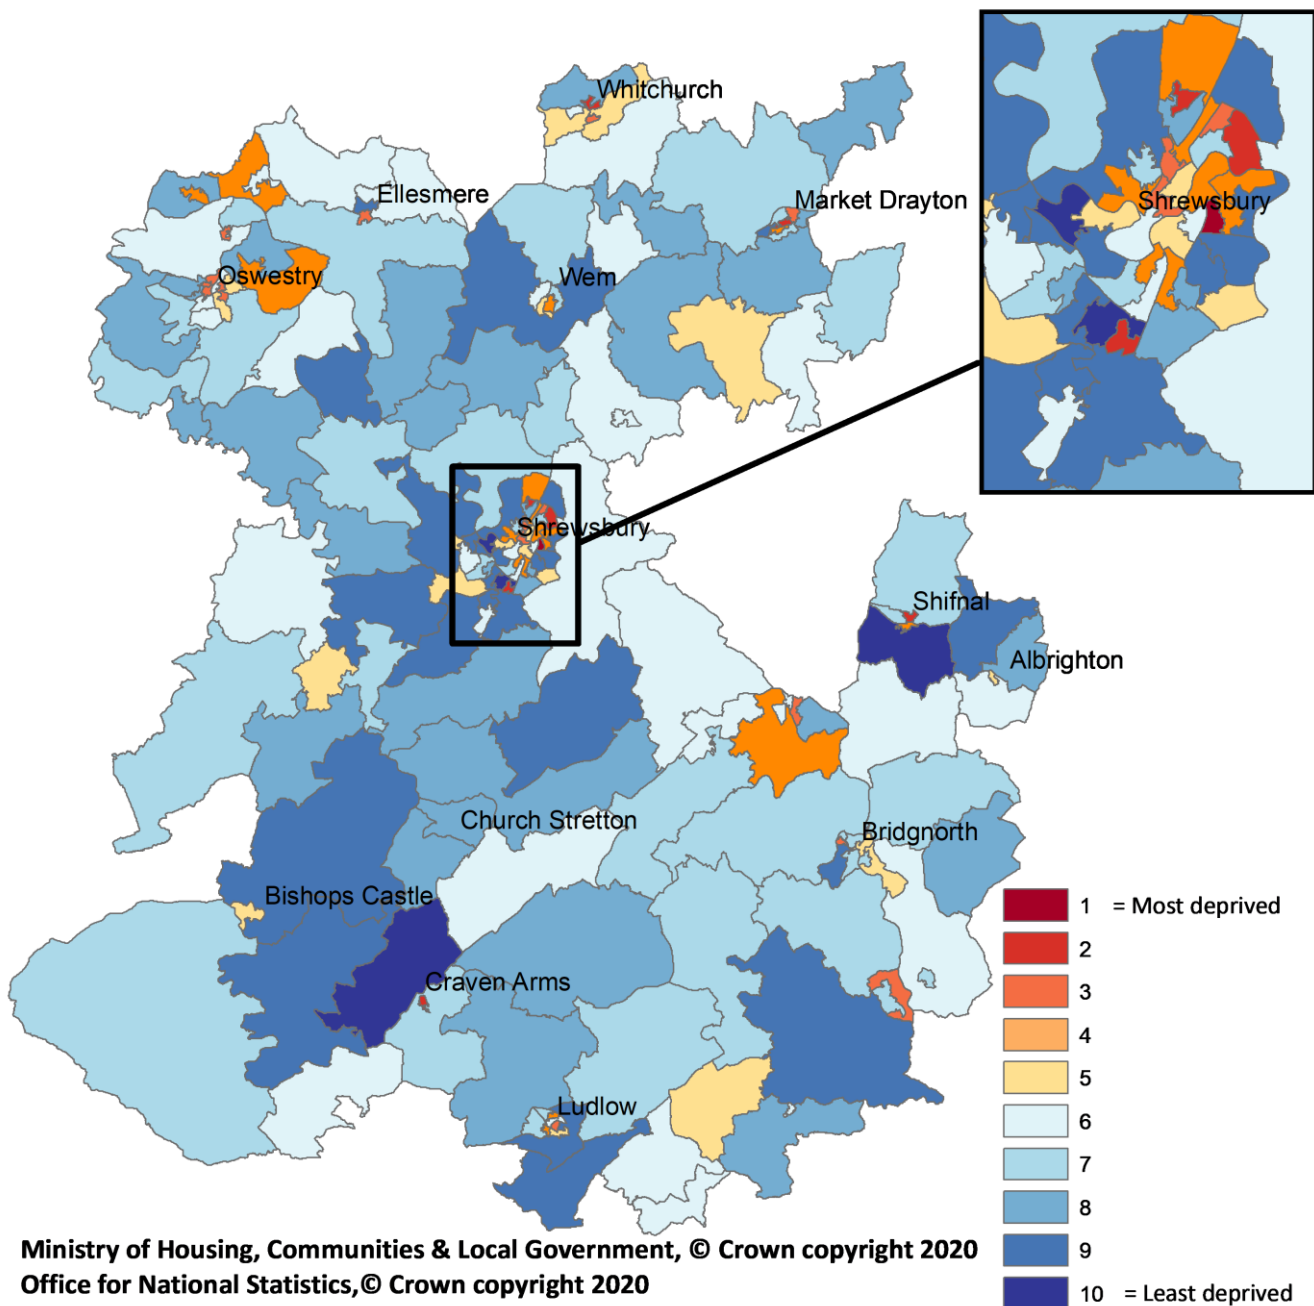 Whitchurch
Ellesmere
Market Drayton
Shrewsbury
Oswestry
Wem
Shrewsbury
Shifnal
Albrighton
Church Stretton
Bridgnorth
Bishops Castle
Craven Arms
Ludlow
1 = Most deprived
2
3
4
5
6
7
8
9
10 = Least deprived
Ministry of Housing, Communities & Local Government, © Crown copyright 2020
Office for National Statistics,© Crown copyright 2020